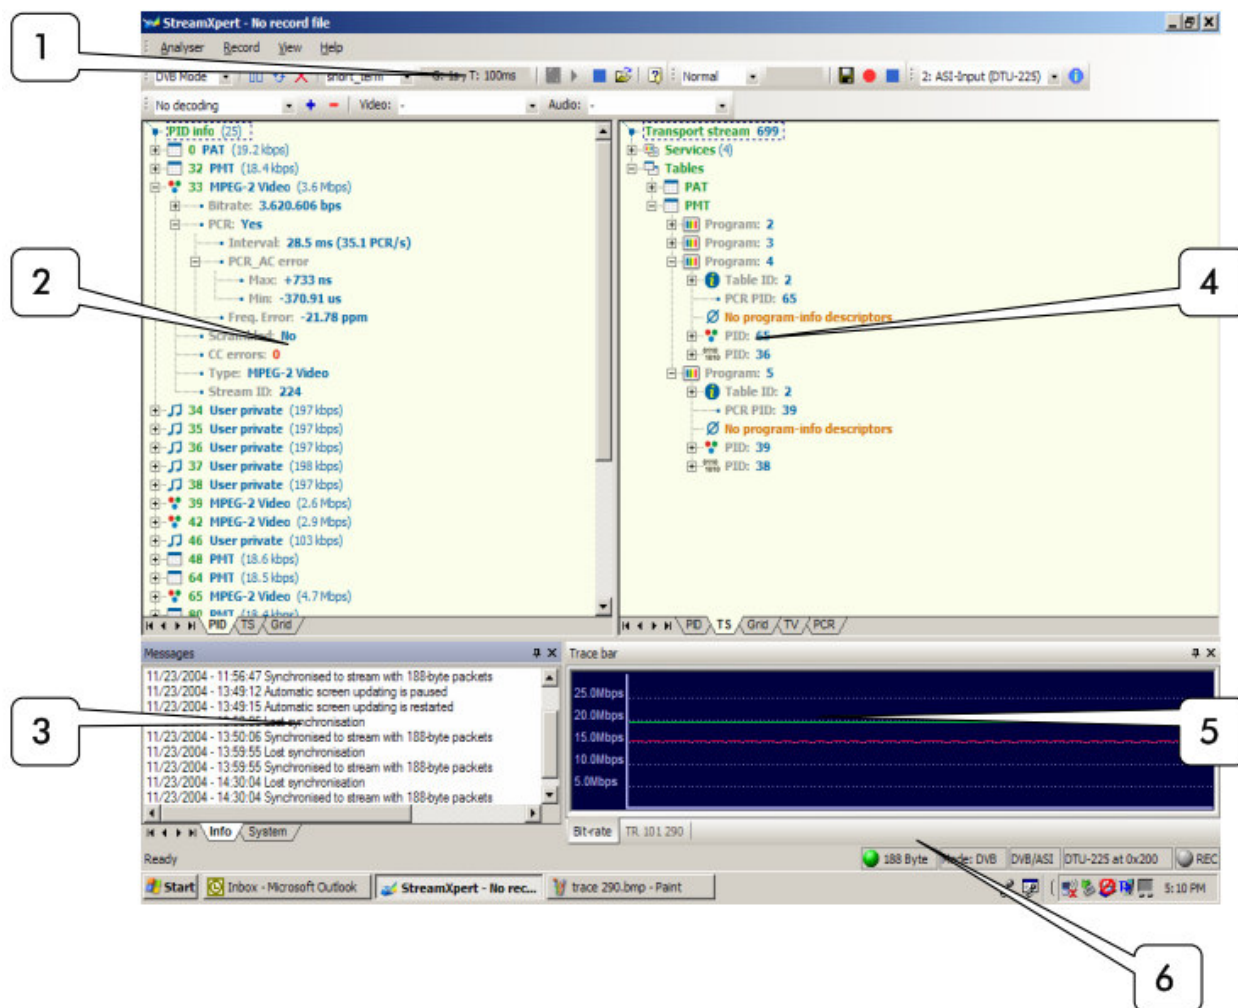 StreamXpert - No record file
1
Analyser Record View Help
DVB Mode short_term G: 1s, T: 100ms Normal 2: ASI-Input (DTU-225)
No decoding Video: - Audio: -
PID info (25)
0 PAT (19.2 kbps)
32 PMT (18.4 kbps)
33 MPEG-2 Video (3.6 Mbps)
Bitrate: 3.620.606 bps
PCR: Yes
Interval: 28.5 ms (35.1 PCR/s)
PCR_AC error
2
Max: +733 ns
Min: -370.91 us
Freq. Error: -21.78 ppm
Scrambled: No
CC errors: 0
Type: MPEG-2 Video
Stream ID: 224
34 User private (197 kbps)
35 User private (197 kbps)
36 User private (197 kbps)
37 User private (198 kbps)
38 User private (197 kbps)
39 MPEG-2 Video (2.6 Mbps)
42 MPEG-2 Video (2.9 Mbps)
46 User private (103 kbps)
48 PMT (18.6 kbps)
64 PMT (18.5 kbps)
65 MPEG-2 Video (4.7 Mbps)
80 PMT (18.4 kbps)
PID TS Grid
Transport stream 699
Services (4)
Tables
PAT
PMT
Program: 2
Program: 3
Program: 4
Table ID: 2
4
PCR PID: 65
No program-info descriptors
PID: 65
PID: 36
Program: 5
Table ID: 2
PCR PID: 39
No program-info descriptors
PID: 39
PID: 38
PID TS Grid TV PCR
Messages
11/23/2004 - 11:56:47 Synchronised to stream with 188-byte packets
11/23/2004 - 13:49:12 Automatic screen updating is paused
11/23/2004 - 13:49:15 Automatic screen updating is restarted
Lost synchronisation
3
11/23/2004 - 13:50:06 Synchronised to stream with 188-byte packets
11/23/2004 - 13:59:55 Lost synchronisation
11/23/2004 - 13:59:55 Synchronised to stream with 188-byte packets
11/23/2004 - 14:30:04 Lost synchronisation
11/23/2004 - 14:30:04 Synchronised to stream with 188-byte packets
Info System
Trace bar
25.0Mbps
20.0Mbps
15.0Mbps
5
10.0Mbps
5.0Mbps
Bit-rate TR 101 290
Ready 188 Byte Mode: DVB DVB/ASI DTU-225 at 0x200 REC
Start Inbox - Microsoft Outlook StreamXpert - No rec... trace 290.bmp - Paint 5:10 PM
6